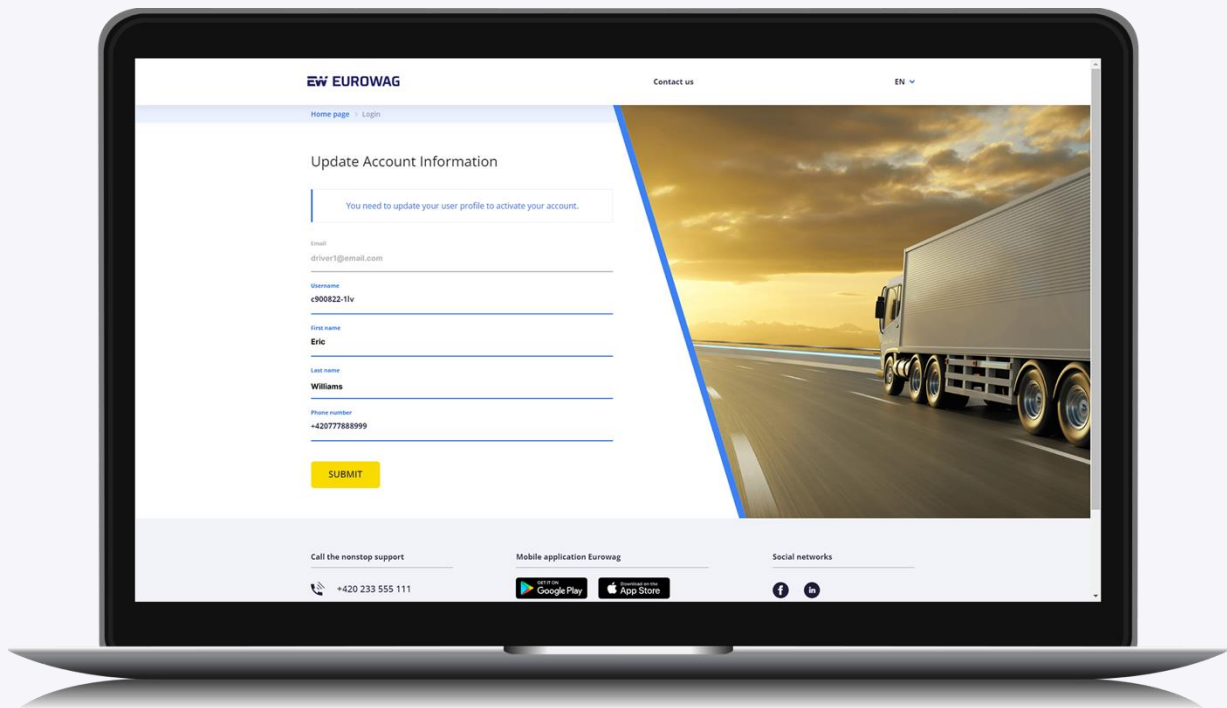 EW EUROWAG
Contact us
EN
Home page > Login
Update Account Information
You need to update your user profile to activate your account.
Email
driver1@email.com
Username
c900822-1lv
First name
Eric
Last name
Williams
Phone number
+420777888999
SUBMIT
Call the nonstop support
+420 233 555 111
Mobile application Eurowag
GET IT ON
Google Play
Download on the
App Store
Social networks
f
in